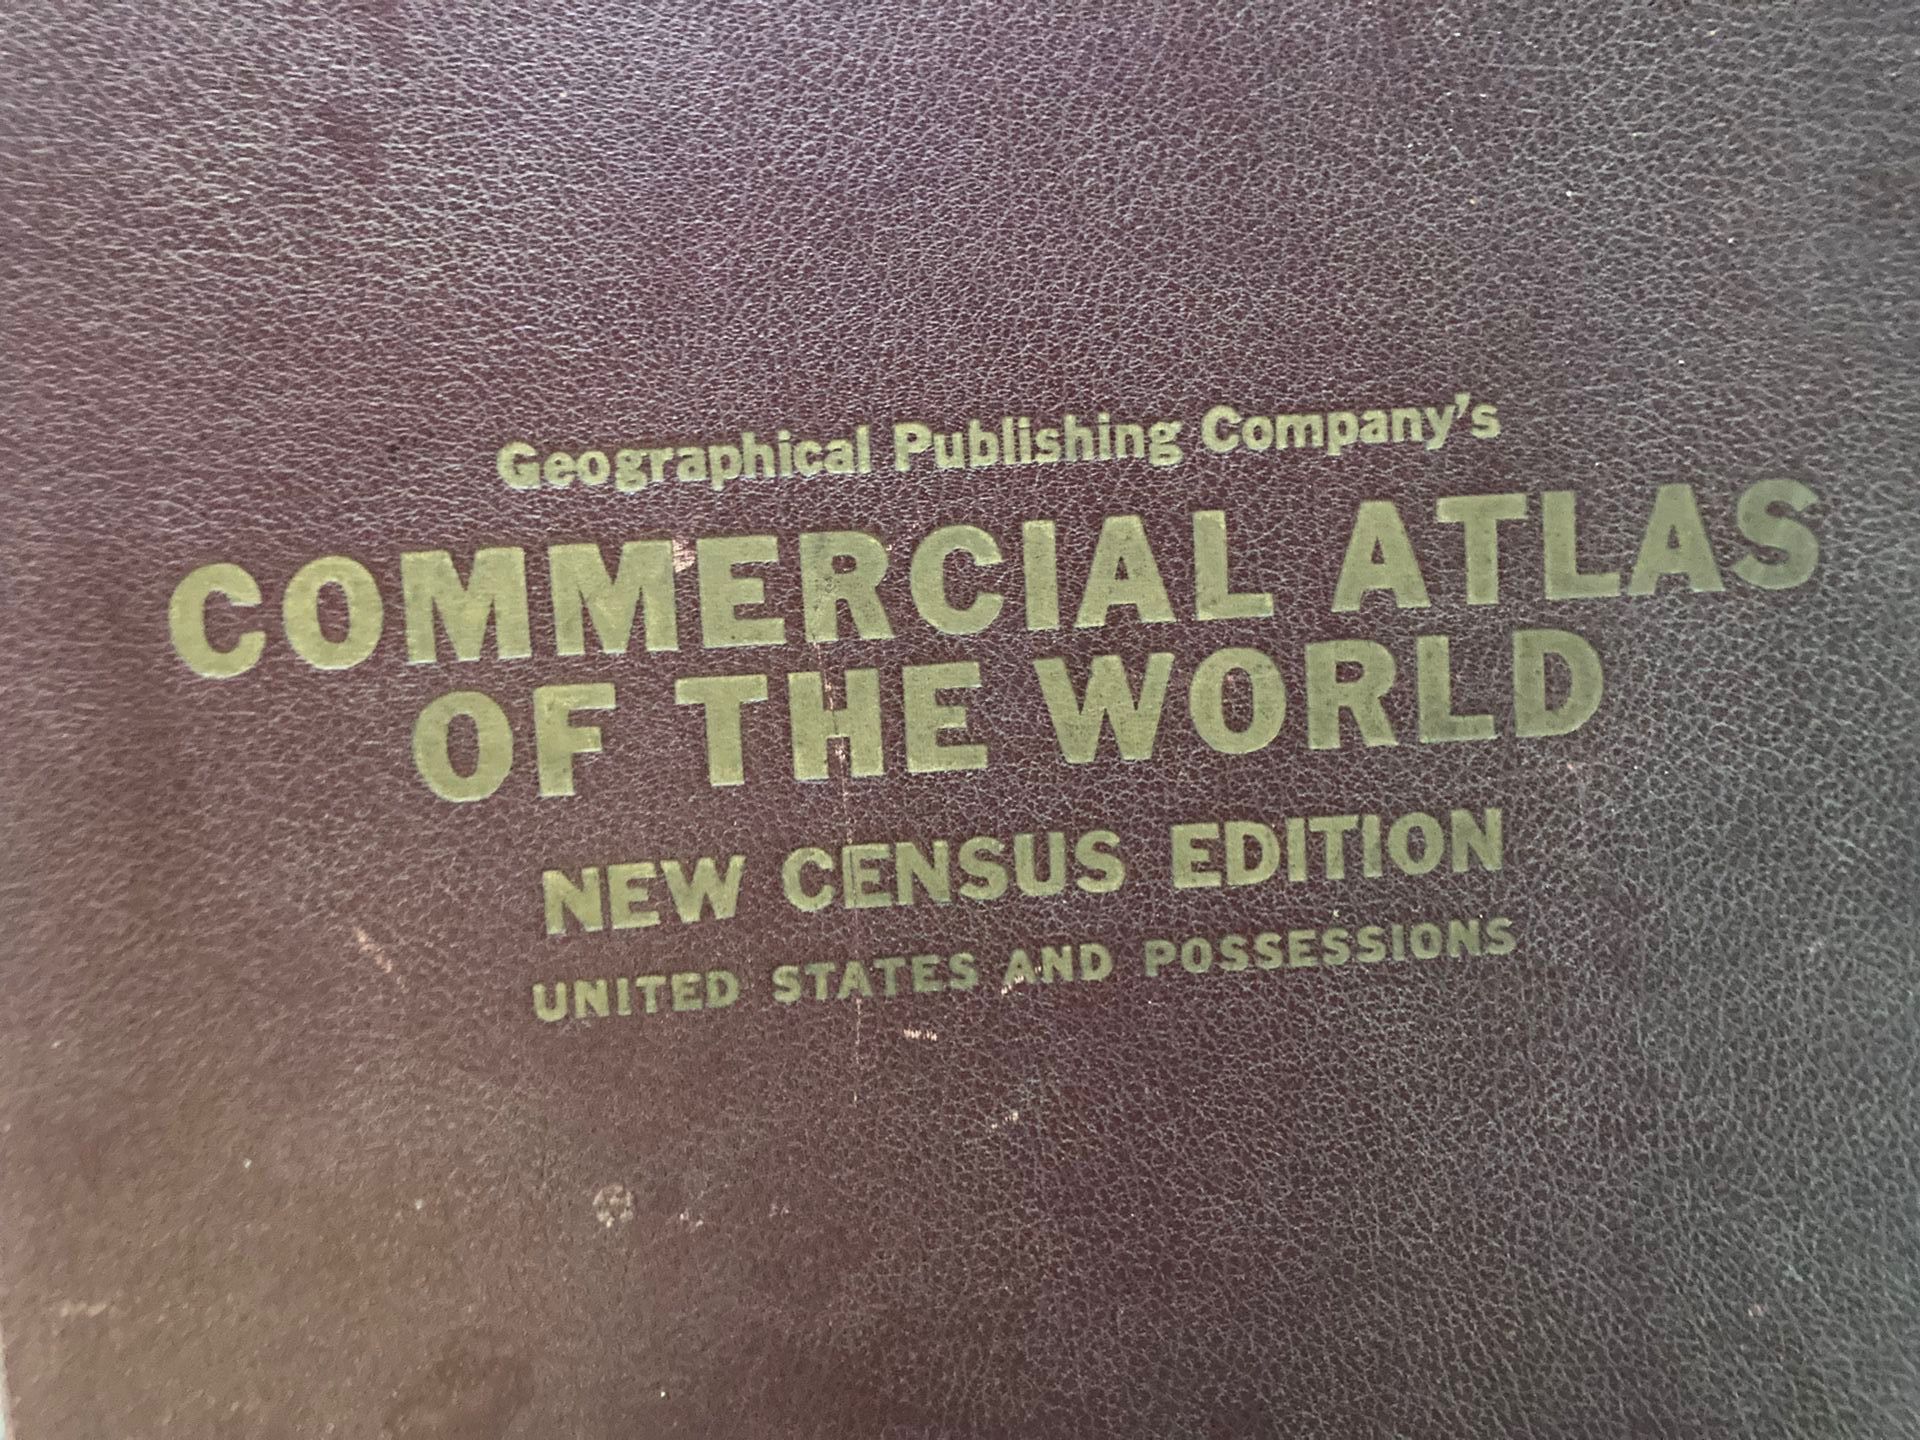 Geographical Publishing Company's
COMMERCIAL ATLAS
OF THE WORLD
NEW CENSUS EDITION
UNITED STATES AND POSSESSIONS